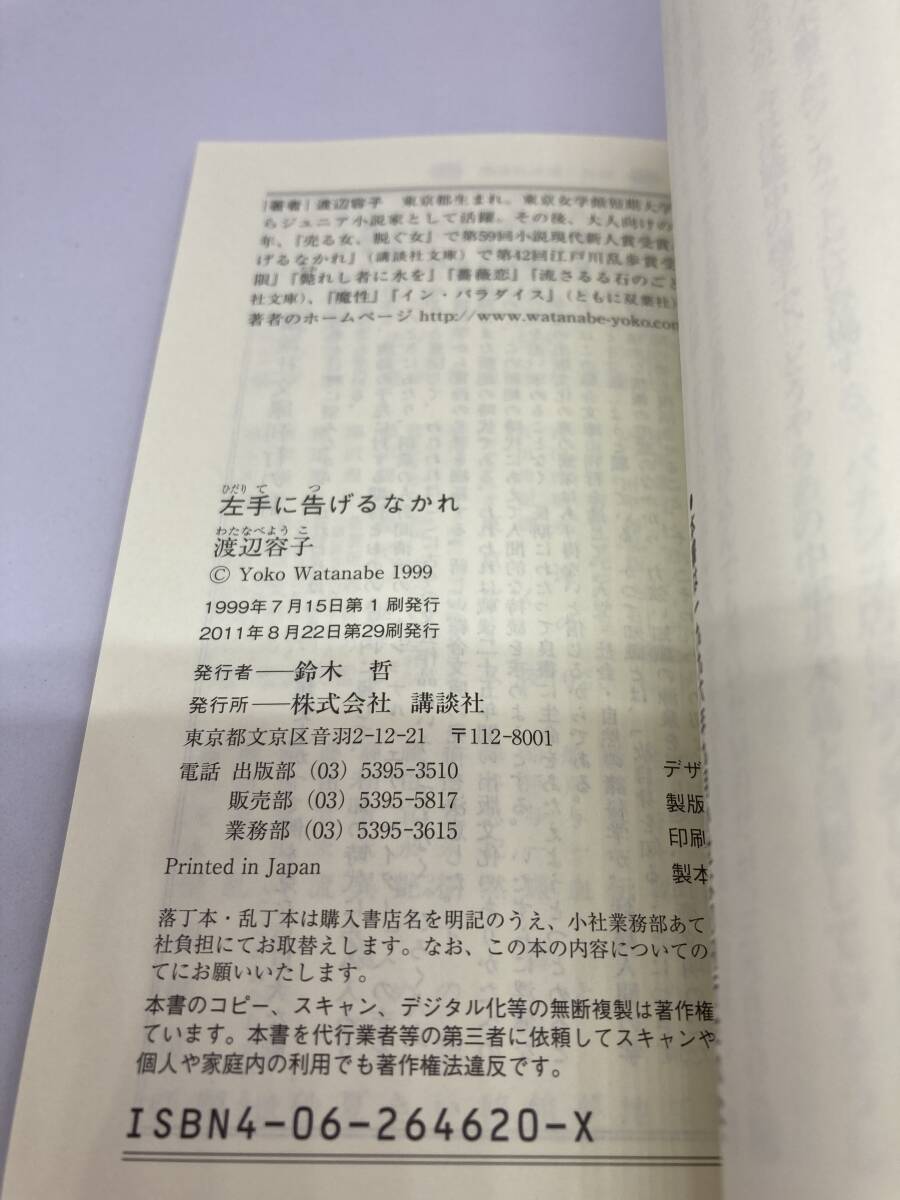 |著者| 渡辺容子　東京都生まれ。東京女学館短期大学
らジュニア小説家として活躍。その後、大人向けの
年、『売る女、脱ぐ女』で第59回小説現代新人賞受賞。
げるなかれ』(講談社文庫)で第42回江戸川乱歩賞受
限』『斃れし者に水を』『薔薇恋』『流さるる石のごと
社文庫)、『魔性』『イン・パラダイス』(ともに双葉社)
著者のホームページ http://www.watanabe-yoko.com
ひだり て つ
左手に告げるなかれ
わたなべようこ
渡辺容子
© Yoko Watanabe 1999
1999年7月15日第1刷発行
2011年8月22日第29刷発行
発行者――鈴木　哲
発行所――株式会社 講談社
東京都文京区音羽2-12-21　〒112-8001
電話 出版部 (03) 5395-3510
販売部 (03) 5395-5817
業務部 (03) 5395-3615
Printed in Japan
デザ
製版
印刷
製本
落丁本・乱丁本は購入書店名を明記のうえ、小社業務部あて
社負担にてお取替えします。なお、この本の内容についての
てにお願いいたします。
本書のコピー、スキャン、デジタル化等の無断複製は著作権
ています。本書を代行業者等の第三者に依頼してスキャンや
個人や家庭内の利用でも著作権法違反です。
ISBN4-06-264620-X